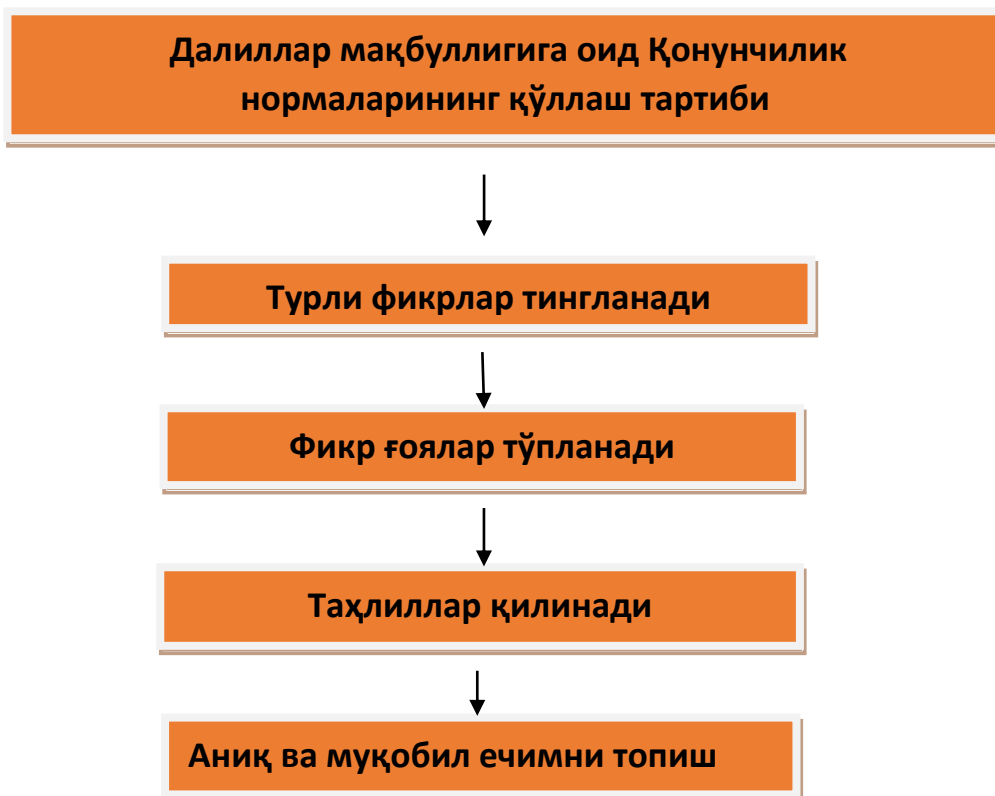 Далиллар мақбуллигига оид Қонунчилик
нормаларининг қўллаш тартиби
Турли фикрлар тингланади
Фикр ғоялар тўпланади
Таҳлиллар қилинади
Аниқ ва муқобил ечимни топиш